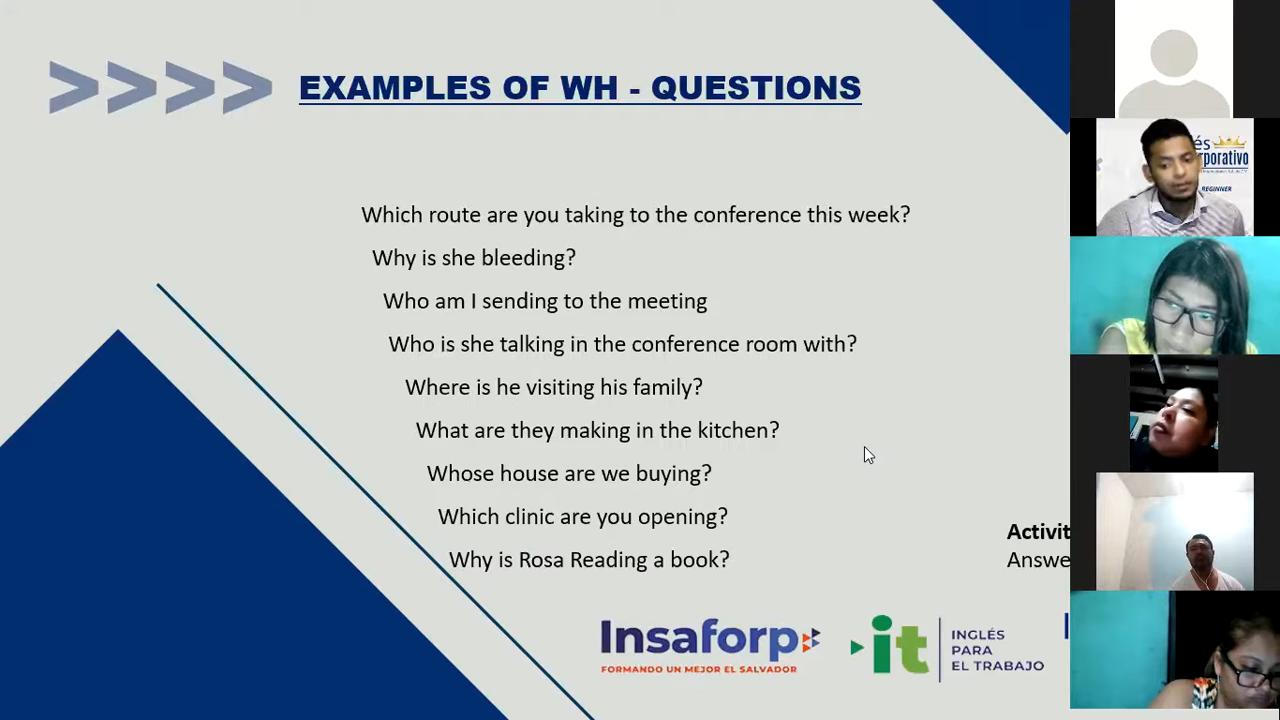 EXAMPLES OF WH - QUESTIONS
Which route are you taking to the conference this week?
Why is she bleeding?
Who am I sending to the meeting
Who is she talking in the conference room with?
Where is he visiting his family?
What are they making in the kitchen?
Whose house are we buying?
Which clinic are you opening?
Why is Rosa Reading a book?
Activit
Answe
Insaforp
FORMANDO UN MEJOR EL SALVADOR
it
INGLÉS
PARA
EL TRABAJO
és
porativo
BEGINNER